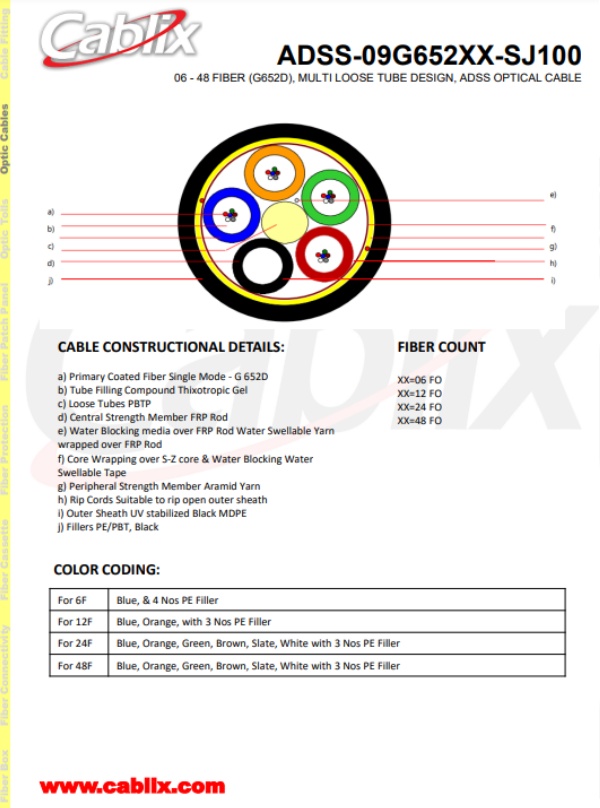 Cablix
ADSS-09G652XX-SJ100
06 - 48 FIBER (G652D), MULTI LOOSE TUBE DESIGN, ADSS OPTICAL CABLE
Cable Fitting
Optic Cables
Optic Tolls
Fiber Patch Panel
Fiber Protection
Fiber Cassette
Fiber Connectivity
Fiber Box
a)
b)
c)
d)
j)
e)
f)
g)
h)
i)
Cablix
CABLE CONSTRUCTIONAL DETAILS:
a) Primary Coated Fiber Single Mode - G 652D
b) Tube Filling Compound Thixotropic Gel
c) Loose Tubes PBTP
d) Central Strength Member FRP Rod
e) Water Blocking media over FRP Rod Water Swellable Yarn
wrapped over FRP Rod
f) Core Wrapping over S-Z core & Water Blocking Water
Swellable Tape
g) Peripheral Strength Member Aramid Yarn
h) Rip Cords Suitable to rip open outer sheath
i) Outer Sheath UV stabilized Black MDPE
j) Fillers PE/PBT, Black
FIBER COUNT
XX=06 FO
XX=12 FO
XX=24 FO
XX=48 FO
COLOR CODING:
For 6F Blue, & 4 Nos PE Filler
For 12F Blue, Orange, with 3 Nos PE Filler
For 24F Blue, Orange, Green, Brown, Slate, White with 3 Nos PE Filler
For 48F Blue, Orange, Green, Brown, Slate, White with 3 Nos PE Filler
www.cablix.com